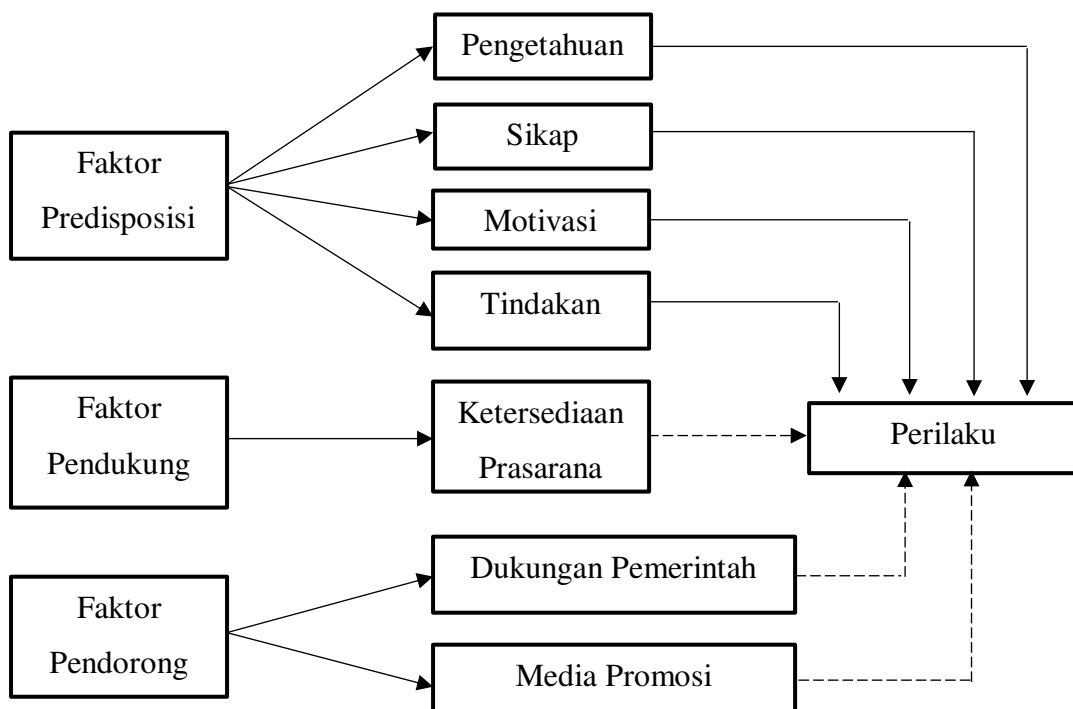 Faktor
Predisposisi
Pengetahuan
Sikap
Motivasi
Tindakan
Faktor
Pendukung
Ketersediaan
Prasarana
Perilaku
Faktor
Pendorong
Dukungan Pemerintah
Media Promosi